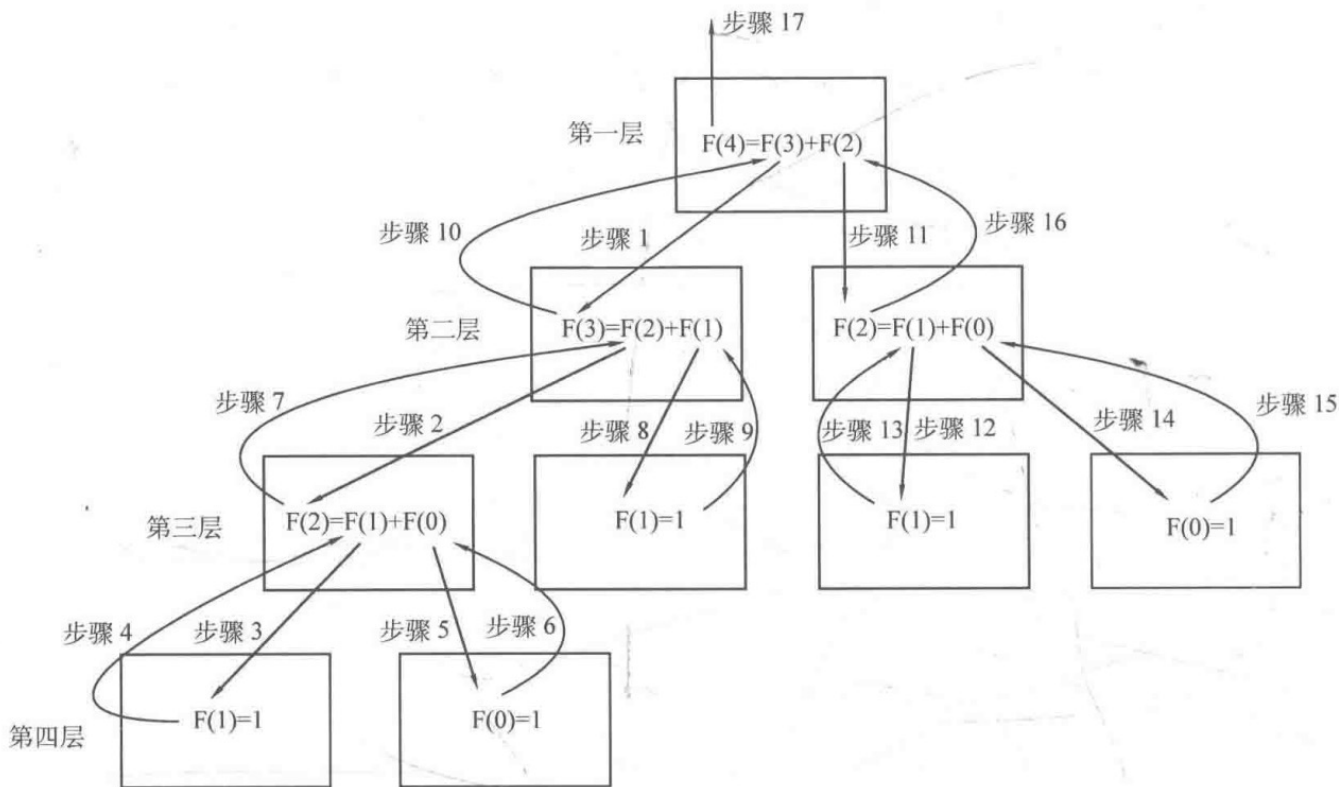 步骤 17
第一层
F(4)=F(3)+F(2)
步骤 10
步骤 1
步骤 11
步骤 16
第二层
F(3)=F(2)+F(1)
F(2)=F(1)+F(0)
步骤 7
步骤 2
步骤 8
步骤 9
步骤 13
步骤 12
步骤 14
步骤 15
第三层
F(2)=F(1)+F(0)
F(1)=1
F(1)=1
F(0)=1
步骤 4
步骤 3
步骤 5
步骤 6
第四层
F(1)=1
F(0)=1